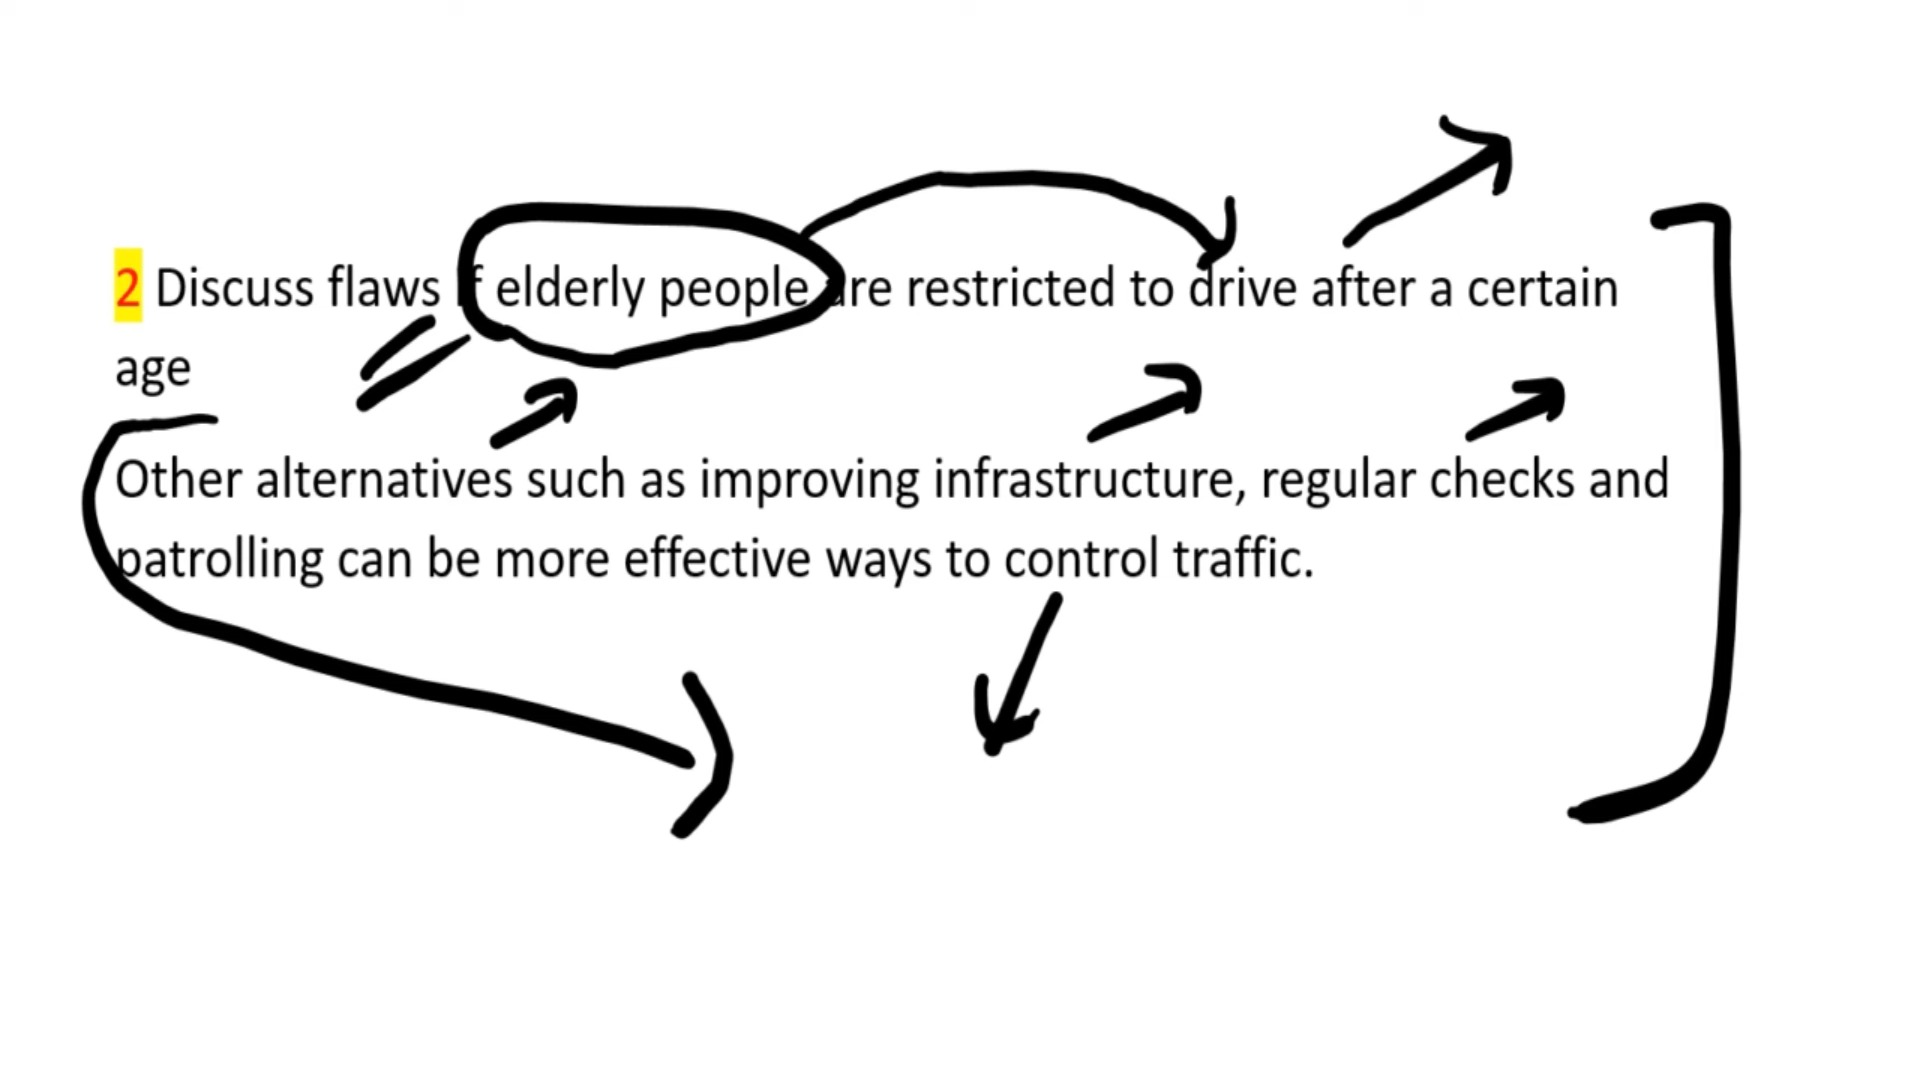 2 Discuss flaws if elderly people are restricted to drive after a certain
age
Other alternatives such as improving infrastructure, regular checks and
patrolling can be more effective ways to control traffic.